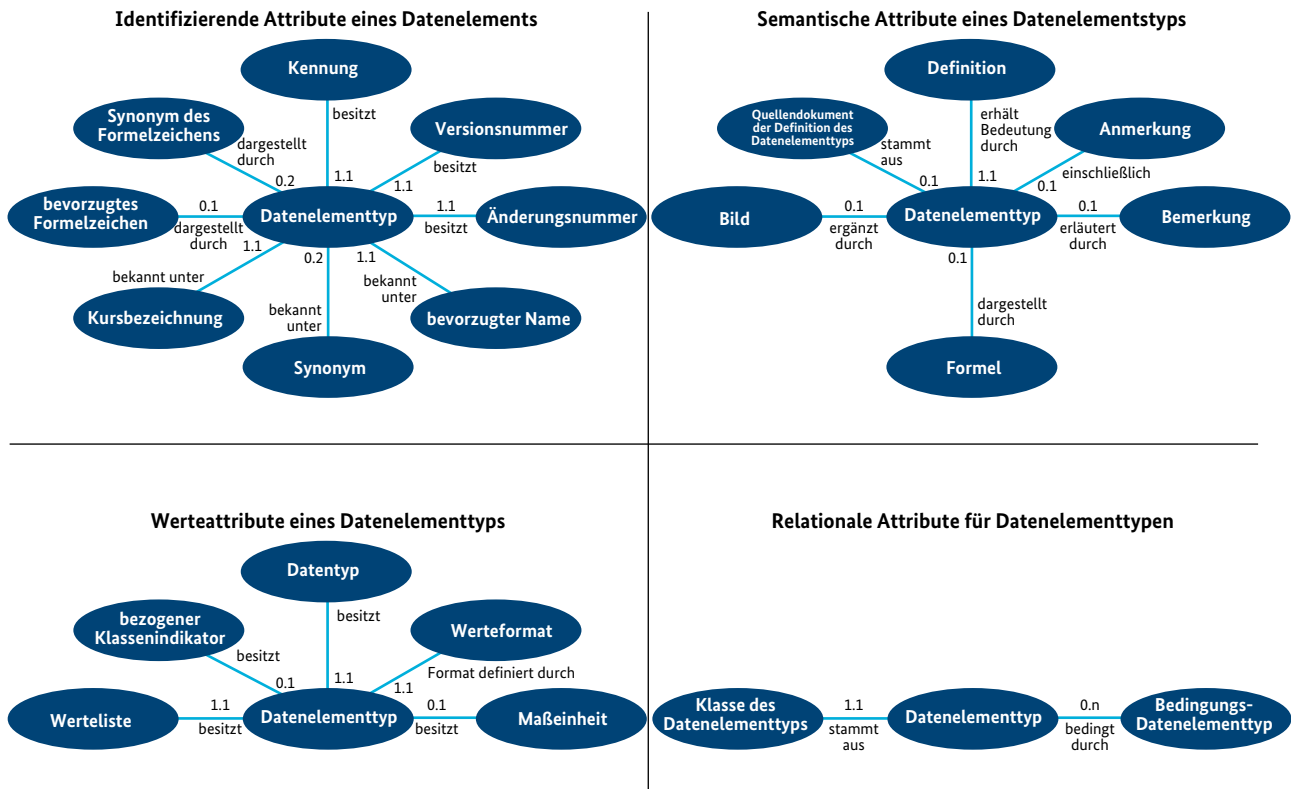 Identifizierende Attribute eines Datenelements
Kennung
besitzt
Synonym des
Formelzeichens
dargestellt
durch
Versionsnummer
besitzt
0.2
1.1
1.1
bevorzugtes
Formelzeichen
0.1
dargestellt
durch
Datenelementtyp
1.1
besitzt
Änderungsnummer
1.1
0.2
1.1
bekannt unter
bekannt
unter
bekannt
unter
Kursbezeichnung
bevorzugter Name
Synonym
Semantische Attribute eines Datenelementstyps
Definition
erhält
Bedeutung
durch
Quellendokument
der Definition des
Datenelementtyps
stammt
aus
Anmerkung
einschließlich
0.1
1.1
0.1
Bild
0.1
ergänzt
durch
Datenelementtyp
0.1
erläutert
durch
Bemerkung
0.1
dargestellt
durch
Formel
Werteattribute eines Datenelementtyps
Datentyp
besitzt
bezogener
Klassenindikator
besitzt
Werteformat
Format definiert durch
0.1
1.1
1.1
Werteliste
1.1
besitzt
Datenelementtyp
0.1
besitzt
Maßeinheit
Relationale Attribute für Datenelementtypen
Klasse des
Datenelementtyps
1.1
stammt
aus
Datenelementtyp
0.n
bedingt
durch
Bedingungs-
Datenelementtyp